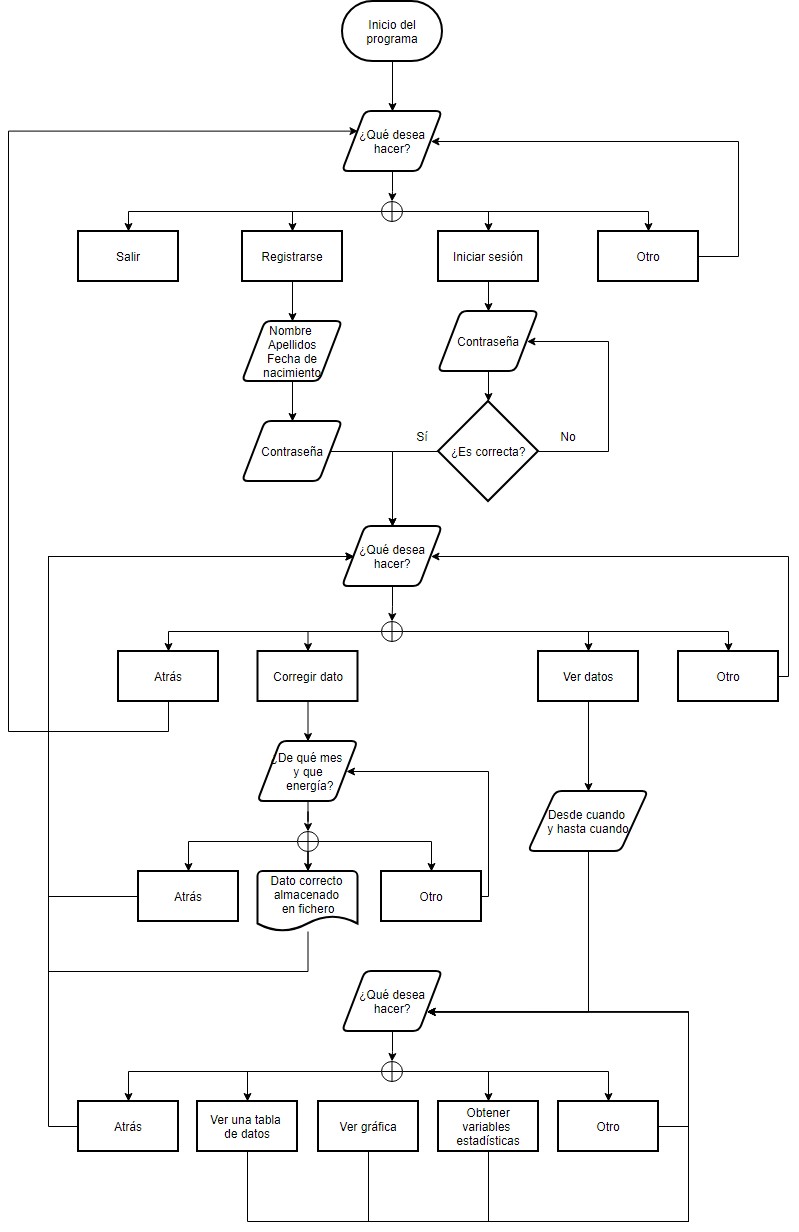 Inicio del
programa
¿Qué desea
hacer?
Salir
Registrarse
Iniciar sesión
Otro
Nombre
Apellidos
Fecha de
nacimiento
Contraseña
Contraseña
Sí
¿Es correcta?
No
¿Qué desea
hacer?
Atrás
Corregir dato
Ver datos
Otro
¿De qué mes
y que
energía?
Desde cuando
y hasta cuando
Atrás
Dato correcto
almacenado
en fichero
Otro
¿Qué desea
hacer?
Atrás
Ver una tabla
de datos
Ver gráfica
Obtener
variables
estadísticas
Otro